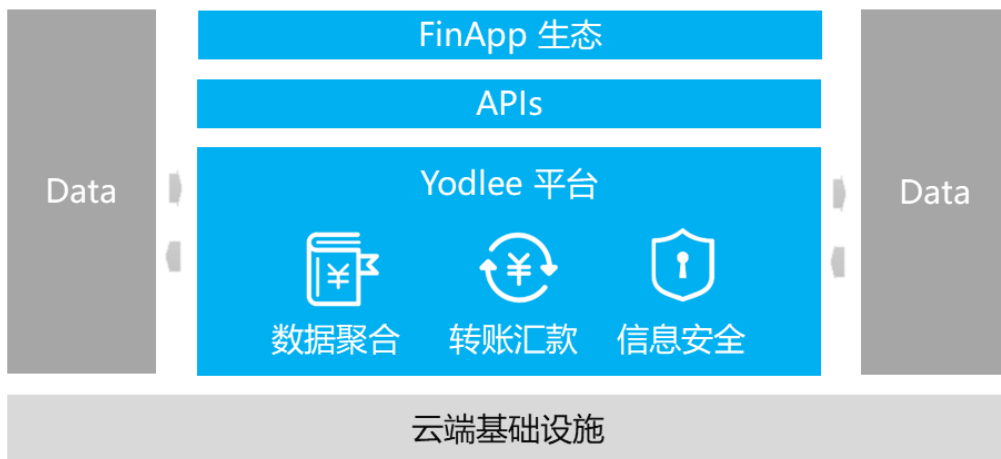 FinApp 生态
APIs
Data
Yodlee 平台
Data
¥
¥
数据聚合
转账汇款
信息安全
云端基础设施